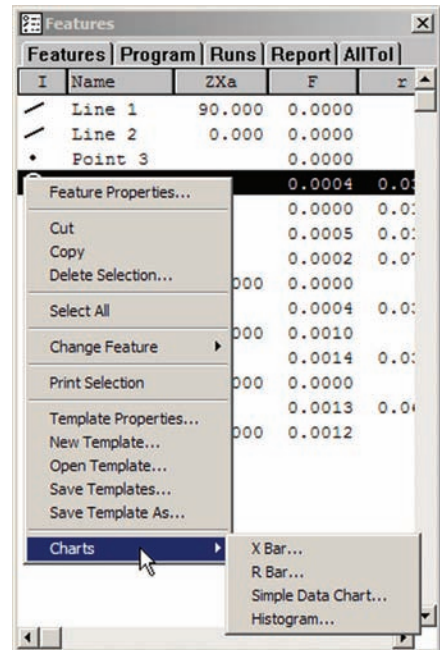 Features
Features Program Runs Report AllTol
I Name ZXa F r
Line 1 90.000 0.0000
Line 2 0.000 0.0000
Point 3 0.0000
0.0004
Feature Properties...
0.0000
Cut
0.0005
Copy
0.0002
Delete Selection...
000 0.0000
Select All
0.0004
000 0.0010
Change Feature
0.0014
Print Selection
000 0.0000
0.0013
Template Properties...
000 0.0012
New Template...
Open Template...
Save Templates...
Save Template As...
Charts
X Bar...
R Bar...
Simple Data Chart...
Histogram...